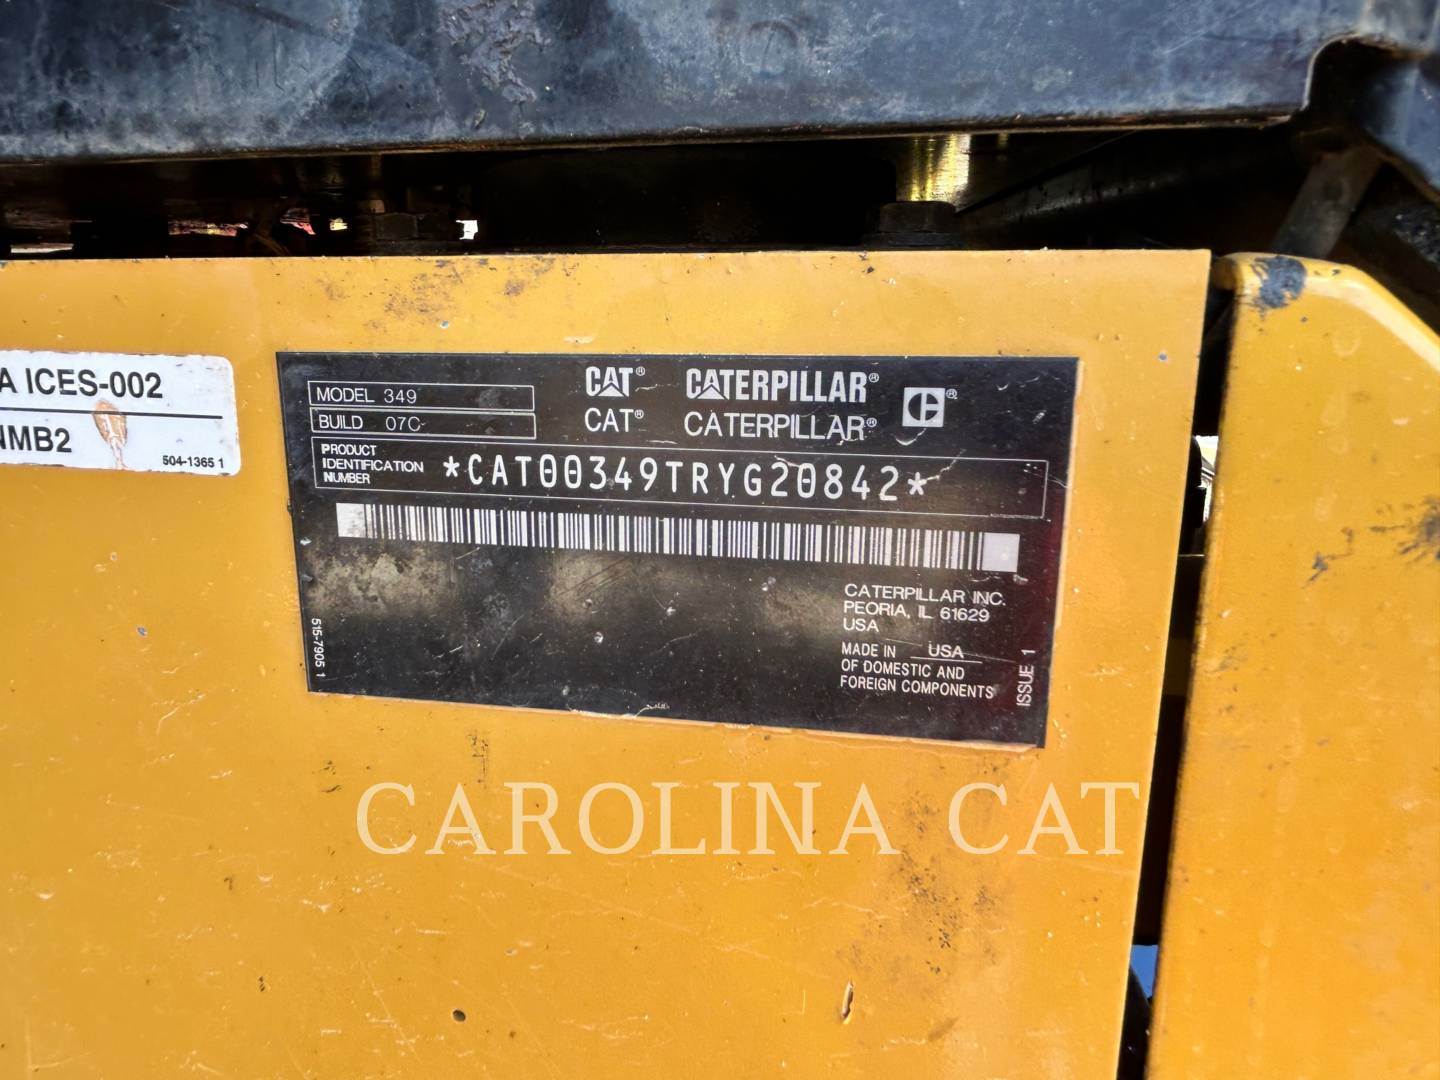 A ICES-002
NMB2
504-1365 1
MODEL 349
BUILD 07C
CAT® CATERPILLAR® ®
CAT® CATERPILLAR®
PRODUCT
IDENTIFICATION
NUMBER
*CAT00349TRYG20842*
CATERPILLAR INC.
PEORIA, IL 61629
USA
MADE IN USA
OF DOMESTIC AND
FOREIGN COMPONENTS
515-7905 1
ISSUE 1
7
CAROLINA CAT